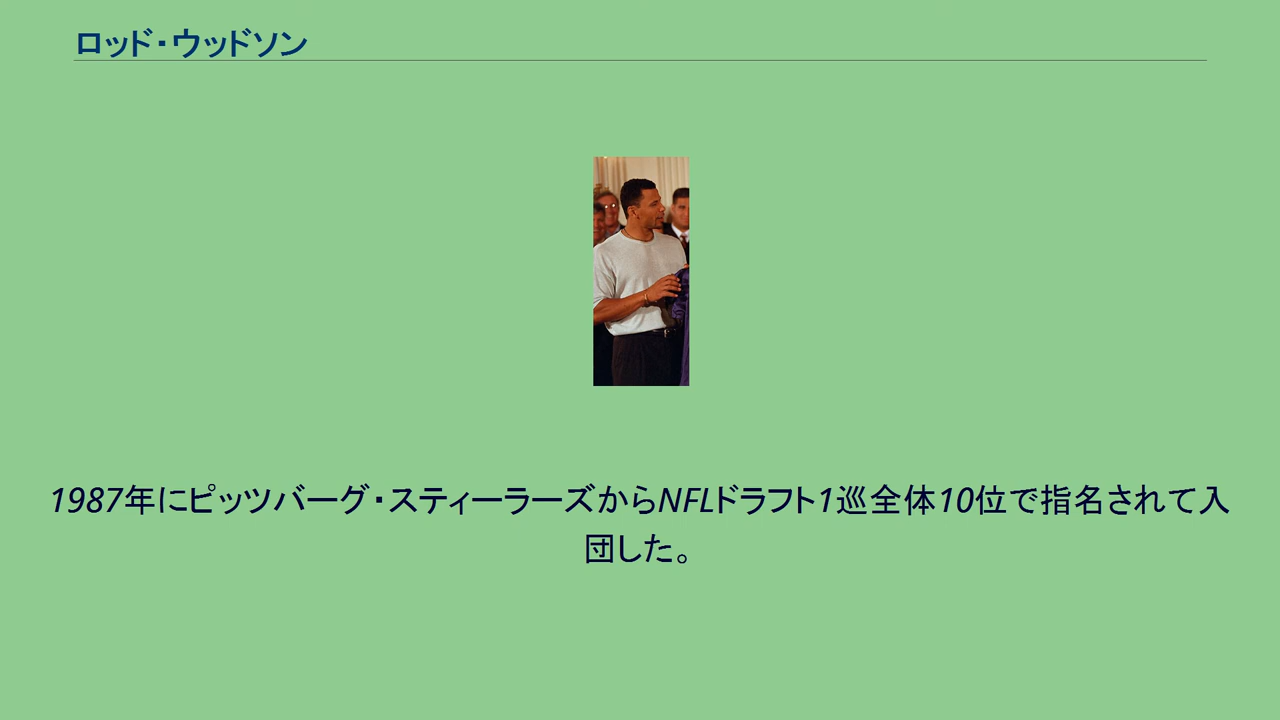 ロッド・ウッドソン
1987年にピッツバーグ・スティーラーズからNFLドラフト1巡全体10位で指名されて入
団した。